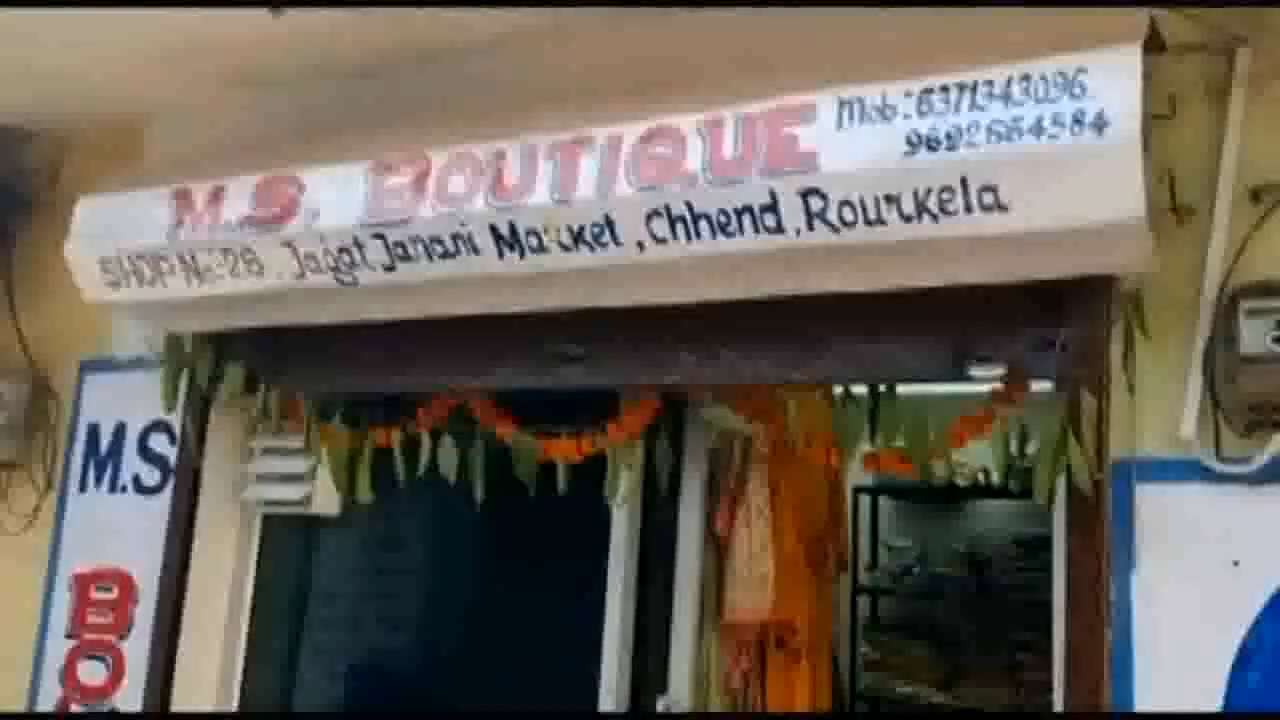 M.S. BOUTIQUE
Mob: 6371343096
9692664584
SHOP No:-28, Jagat Janani Market, Chhend, Rourkela
M.S
BO